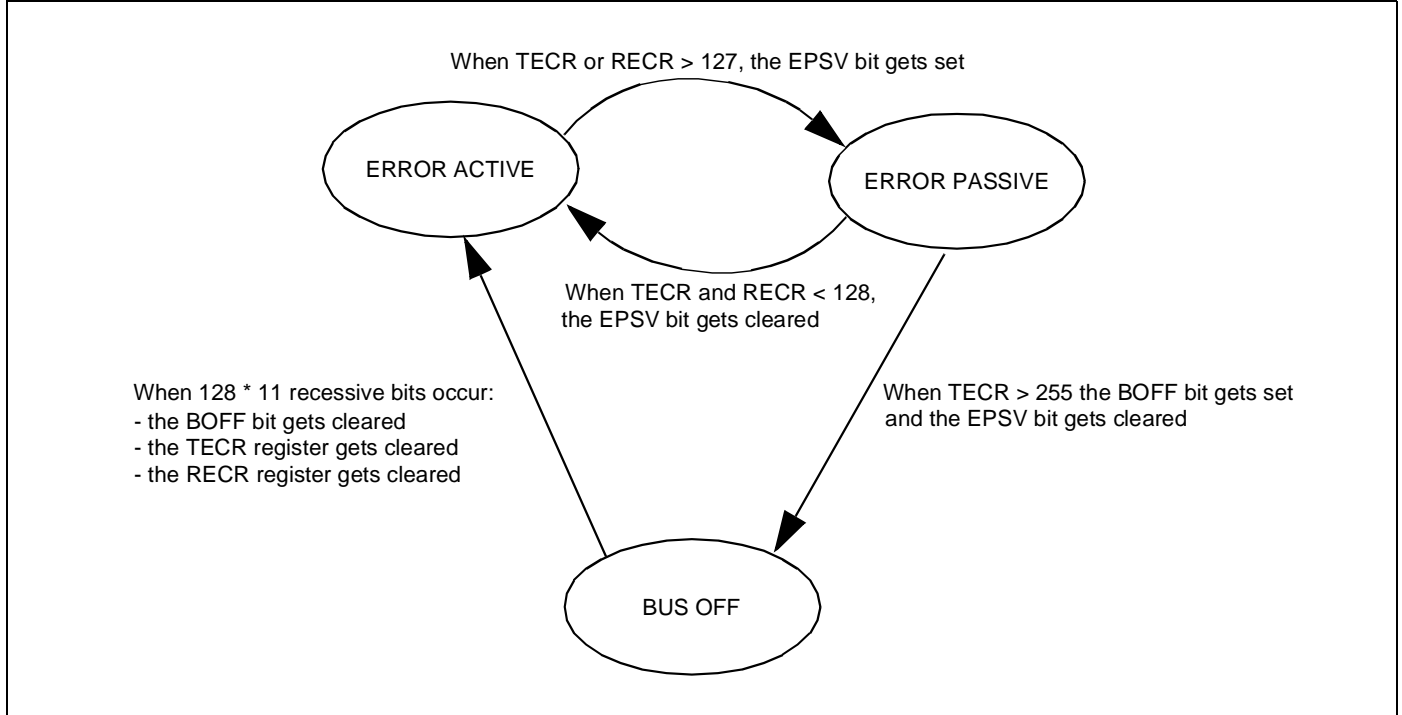 When TECR or RECR > 127, the EPSV bit gets set
ERROR ACTIVE
ERROR PASSIVE
When TECR and RECR < 128,
the EPSV bit gets cleared
When 128 * 11 recessive bits occur:
- the BOFF bit gets cleared
- the TECR register gets cleared
- the RECR register gets cleared
When TECR > 255 the BOFF bit gets set
and the EPSV bit gets cleared
BUS OFF